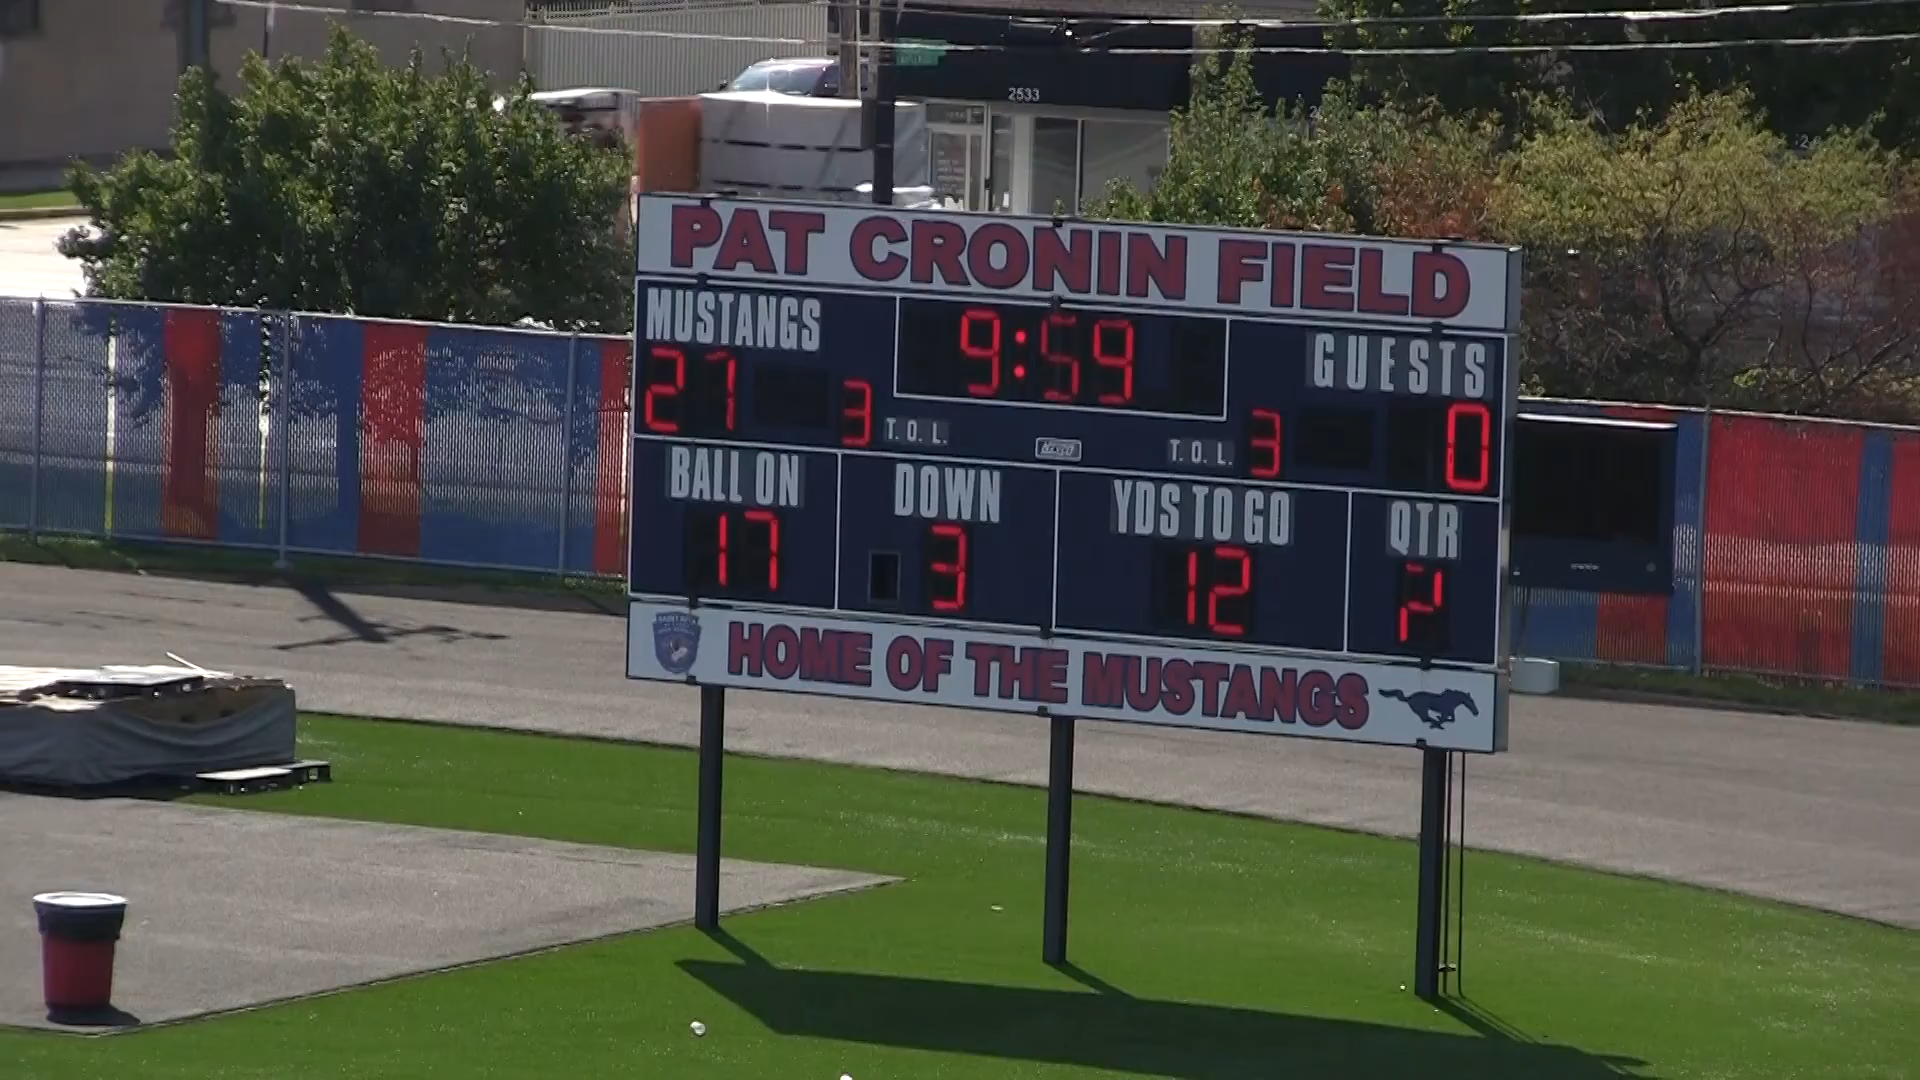 2533
PAT CRONIN FIELD
MUSTANGS 9:59 GUESTS
27 3 T.O.L. T.O.L. 3 0
BALL ON DOWN YDS TO GO QTR
17 3 12
HOME OF THE MUSTANGS